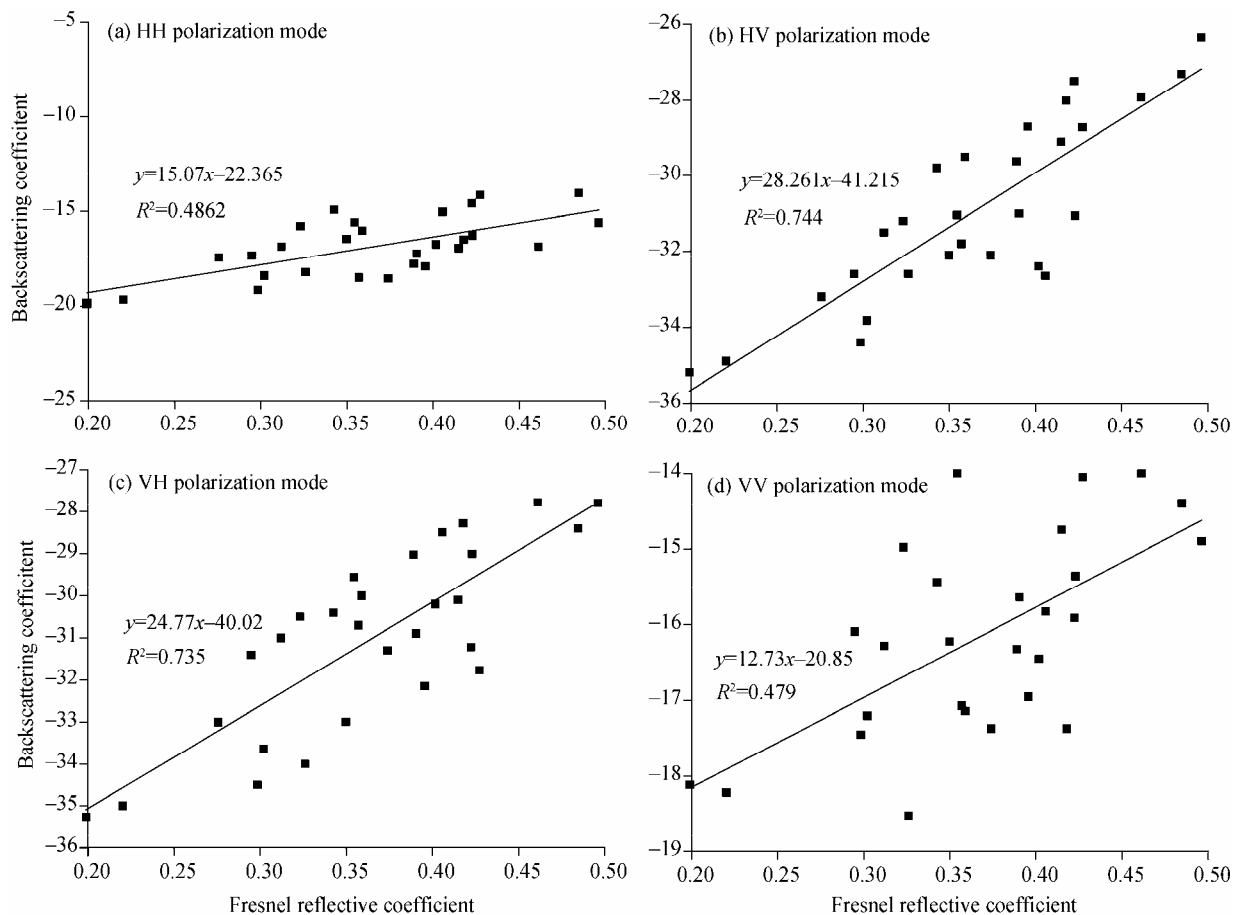 (a) HH polarization mode
−5
−10
−15
−20
−25
y=15.07x−22.365
R²=0.4862
Backscattering coefficitent
0.20 0.25 0.30 0.35 0.40 0.45 0.50
(b) HV polarization mode
−26
−28
−30
−32
−34
−36
y=28.261x−41.215
R²=0.744
0.20 0.25 0.30 0.35 0.40 0.45 0.50
(c) VH polarization mode
−27
−28
−29
−30
−31
−32
−33
−34
−35
−36
y=24.77x−40.02
R²=0.735
Backscattering coefficitent
0.20 0.25 0.30 0.35 0.40 0.45 0.50
Fresnel reflective coefficient
(d) VV polarization mode
−14
−15
−16
−17
−18
−19
y=12.73x−20.85
R²=0.479
0.20 0.25 0.30 0.35 0.40 0.45 0.50
Fresnel reflective coefficient